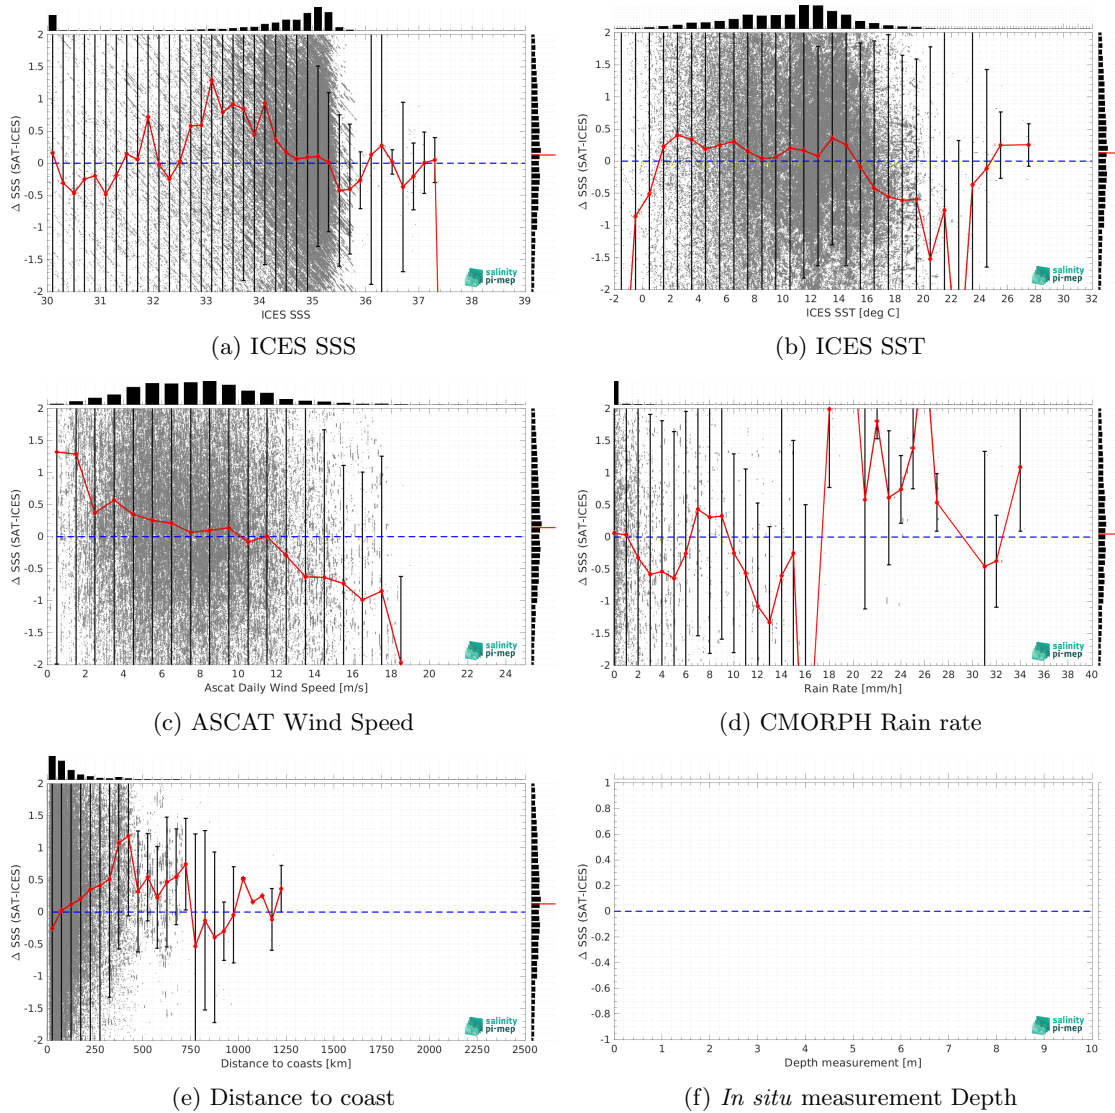 2
1.5
1
0.5
0
-0.5
-1
-1.5
-2
Δ SSS (SAT-ICES)
30 31 32 33 34 35 36 37 38 39
ICES SSS
salinity
pi-mep
(a) ICES SSS
2
1.5
1
0.5
0
-0.5
-1
-1.5
-2
Δ SSS (SAT-ICES)
-2 0 2 4 6 8 10 12 14 16 18 20 22 24 26 28 30 32
ICES SST [deg C]
salinity
pi-mep
(b) ICES SST
2
1.5
1
0.5
0
-0.5
-1
-1.5
-2
Δ SSS (SAT-ICES)
0 2 4 6 8 10 12 14 16 18 20 22 24
Ascat Daily Wind Speed [m/s]
salinity
pi-mep
(c) ASCAT Wind Speed
2
1.5
1
0.5
0
-0.5
-1
-1.5
-2
Δ SSS (SAT-ICES)
0 2 4 6 8 10 12 14 16 18 20 22 24 26 28 30 32 34 36 38 40
Rain Rate [mm/h]
salinity
pi-mep
(d) CMORPH Rain rate
2
1.5
1
0.5
0
-0.5
-1
-1.5
-2
Δ SSS (SAT-ICES)
0 250 500 750 1000 1250 1500 1750 2000 2250 2500
Distance to coasts [km]
salinity
pi-mep
(e) Distance to coast
1
0.8
0.6
0.4
0.2
0
-0.2
-0.4
-0.6
-0.8
-1
Δ SSS (SAT-ICES)
0 1 2 3 4 5 6 7 8 9 10
Depth measurement [m]
salinity
pi-mep
(f) In situ measurement Depth